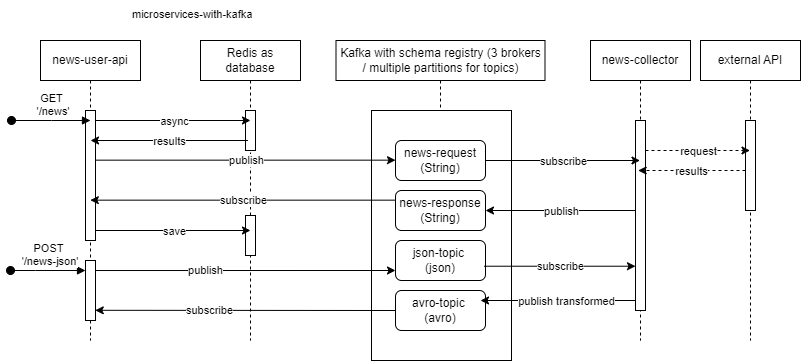 microservices-with-kafka
news-user-api
Redis as
database
Kafka with schema registry (3 brokers
/ multiple partitions for topics)
news-collector
external API
GET
'/news'
async
results
publish
news-request
(String)
subscribe
request
results
subscribe
news-response
(String)
publish
save
POST
'/news-json'
publish
json-topic
(json)
subscribe
subscribe
avro-topic
(avro)
publish transformed